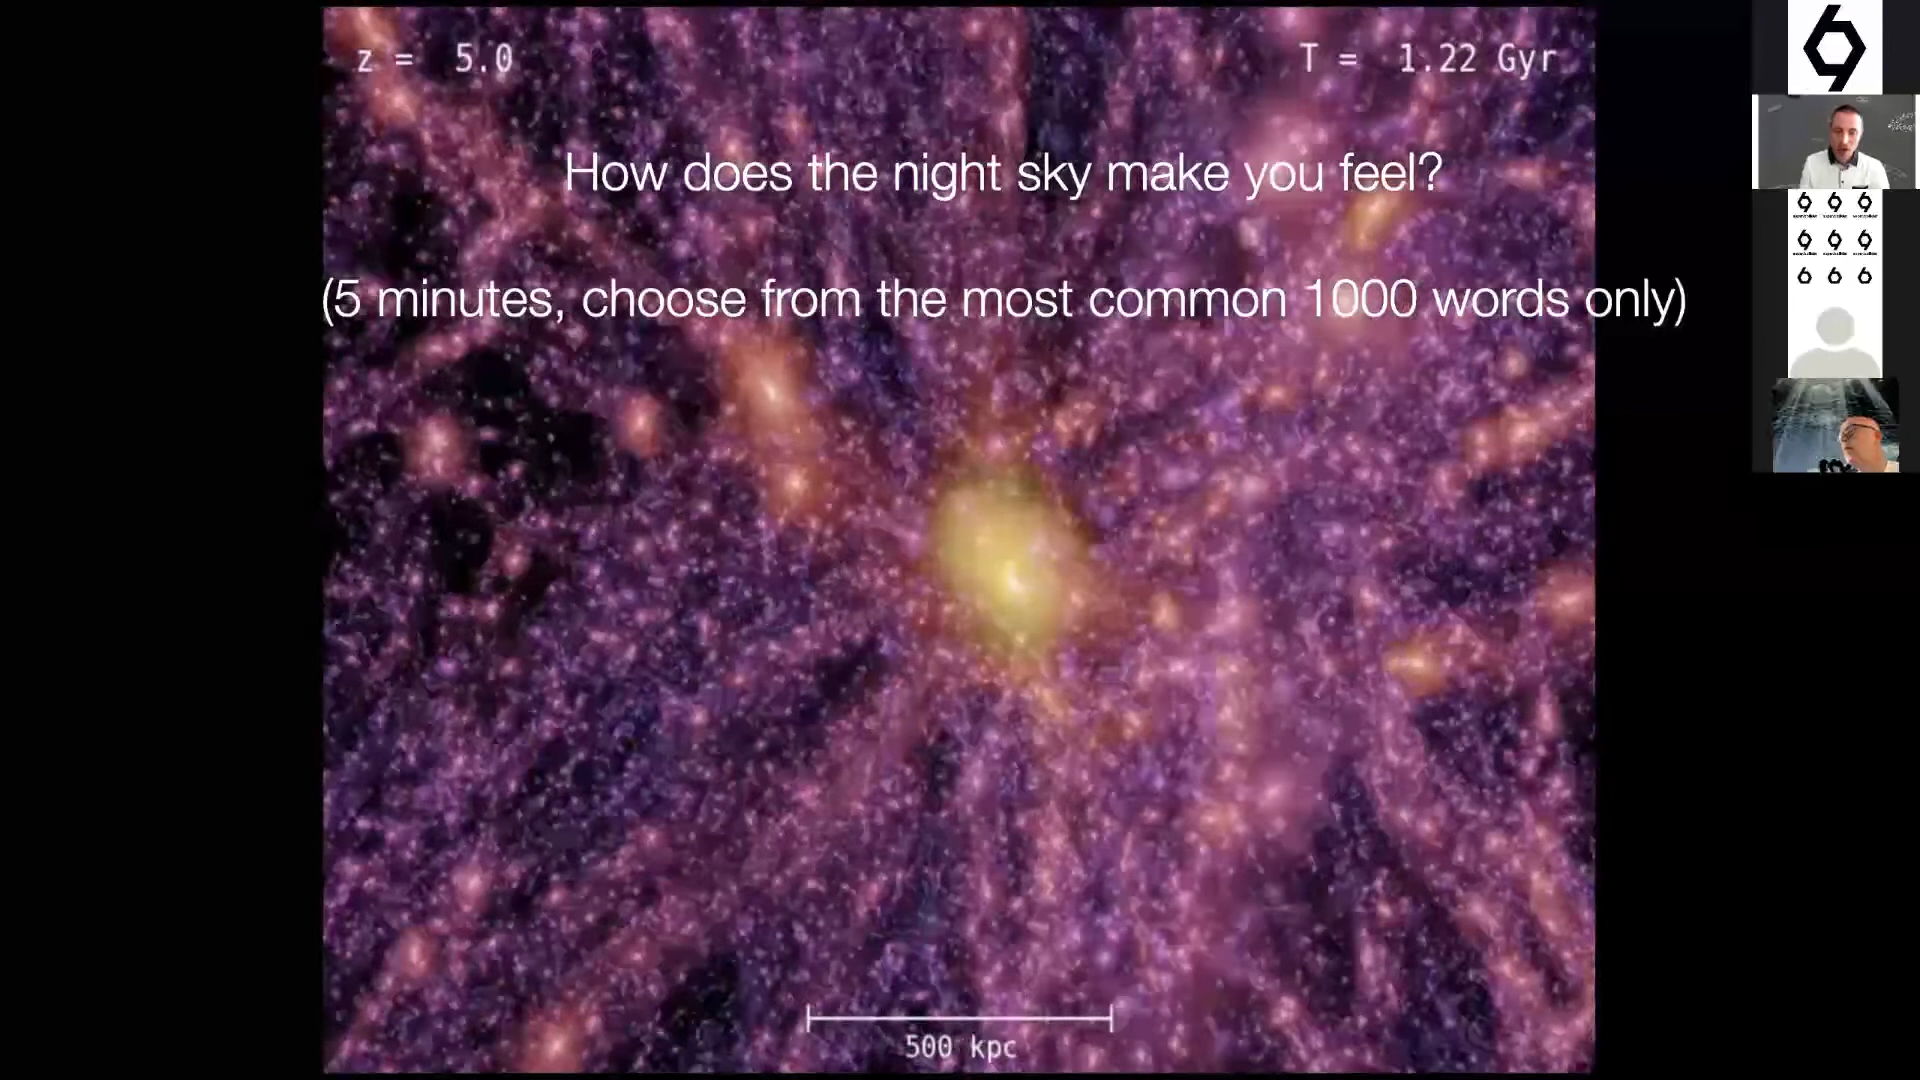 z = 5.0
T = 1.22 Gyr
How does the night sky make you feel?
(5 minutes, choose from the most common 1000 words only)
500 kpc